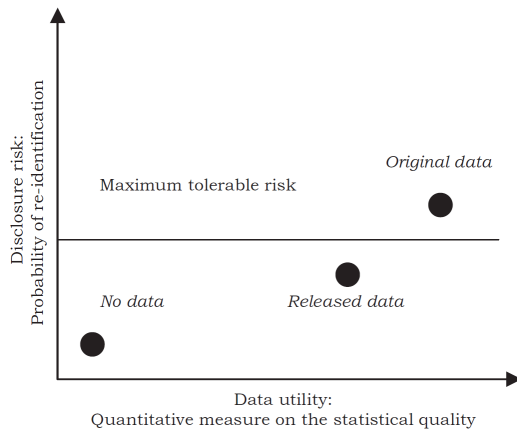 Disclosure risk:
Probability of re-identification
Original data
Maximum tolerable risk
No data
Released data
Data utility:
Quantitative measure on the statistical quality